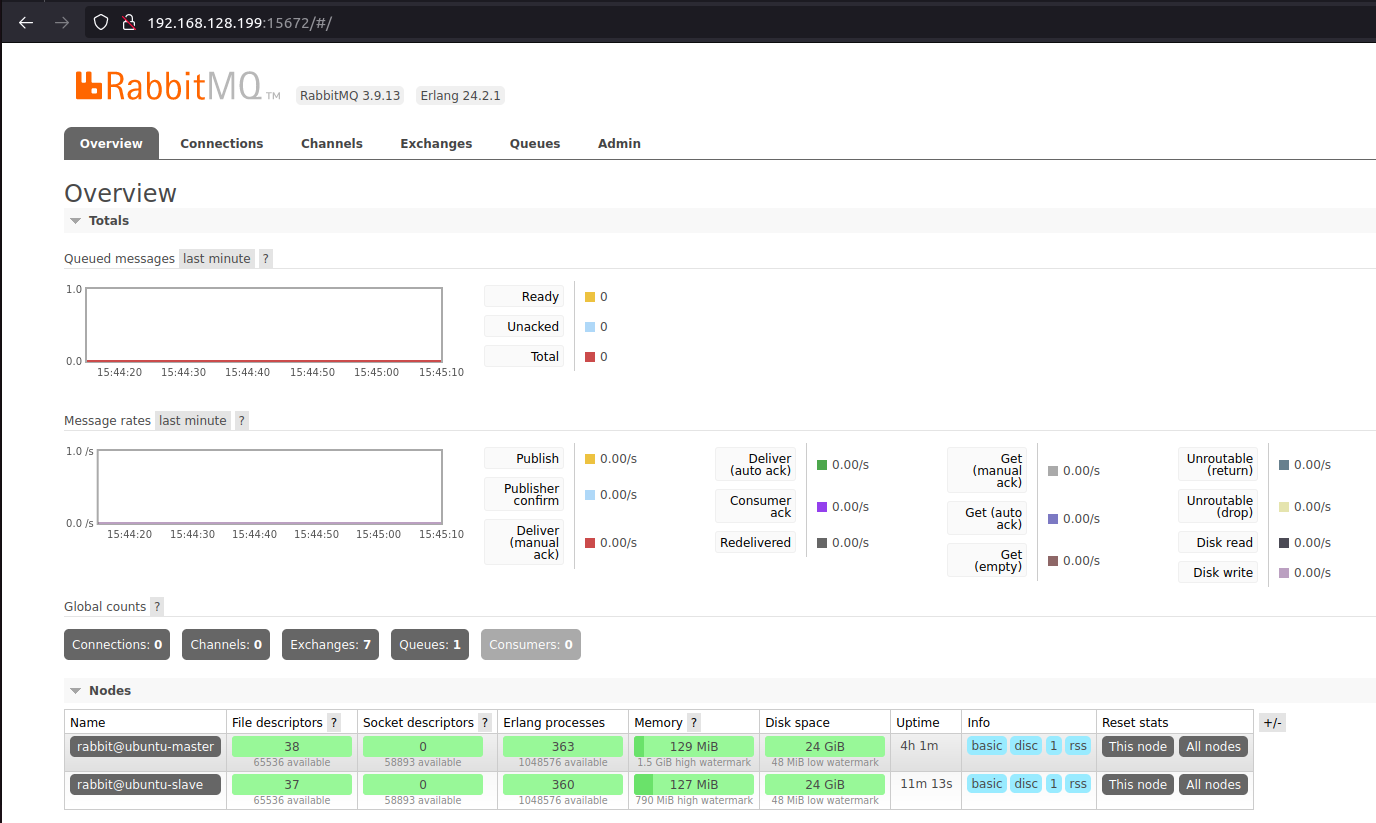 192.168.128.199:15672/#/
RabbitMQ TM RabbitMQ 3.9.13 Erlang 24.2.1
Overview Connections Channels Exchanges Queues Admin
Overview
Totals
Queued messages last minute ?
1.0
0.0
15:44:20 15:44:30 15:44:40 15:44:50 15:45:00 15:45:10
Ready 0
Unacked 0
Total 0
Message rates last minute ?
1.0 /s
0.0 /s
15:44:20 15:44:30 15:44:40 15:44:50 15:45:00 15:45:10
Publish 0.00/s
Publisher
confirm 0.00/s
Deliver
(manual
ack) 0.00/s
Deliver
(auto ack) 0.00/s
Consumer
ack 0.00/s
Redelivered 0.00/s
Get
(manual
ack) 0.00/s
Get (auto
ack) 0.00/s
Get
(empty) 0.00/s
Unroutable
(return) 0.00/s
Unroutable
(drop) 0.00/s
Disk read 0.00/s
Disk write 0.00/s
Global counts ?
Connections: 0 Channels: 0 Exchanges: 7 Queues: 1 Consumers: 0
Nodes
Name File descriptors ? Socket descriptors ? Erlang processes Memory ? Disk space Uptime Info Reset stats +/-
rabbit@ubuntu-master 38 0 363 129 MiB 24 GiB 4h 1m basic disc 1 rss This node All nodes
65536 available 58893 available 1048576 available 1.5 GiB high watermark 48 MiB low watermark
rabbit@ubuntu-slave 37 0 360 127 MiB 24 GiB 11m 13s basic disc 1 rss This node All nodes
65536 available 58893 available 1048576 available 790 MiB high watermark 48 MiB low watermark